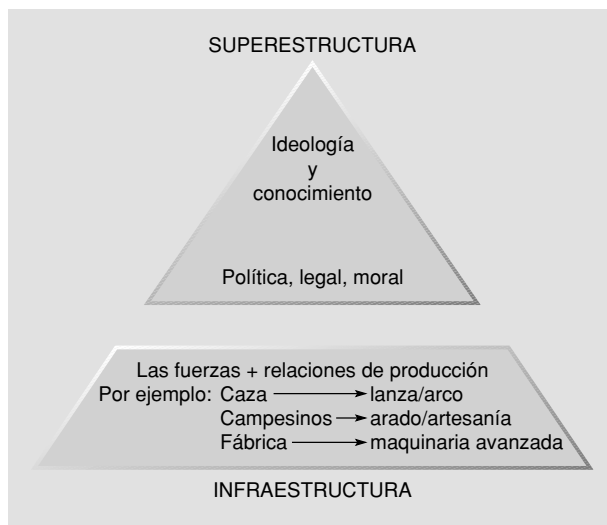 SUPERESTRUCTURA
Ideología
y
conocimiento
Política, legal, moral
Las fuerzas + relaciones de producción
Por ejemplo: Caza → lanza/arco
Campesinos → arado/artesanía
Fábrica → maquinaria avanzada
INFRAESTRUCTURA